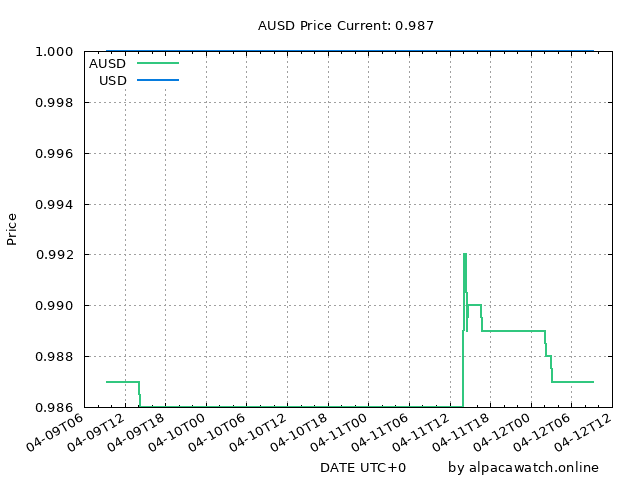 AUSD Price Current: 0.987
1.000
AUSD
USD
0.998
0.996
0.994
Price
0.992
0.990
0.988
0.986
04-09T06 04-09T12 04-09T18 04-10T00 04-10T06 04-10T12 04-10T18 04-11T00 04-11T06 04-11T12 04-11T18 04-12T00 04-12T06 04-12T12
DATE UTC+0 by alpacawatch.online